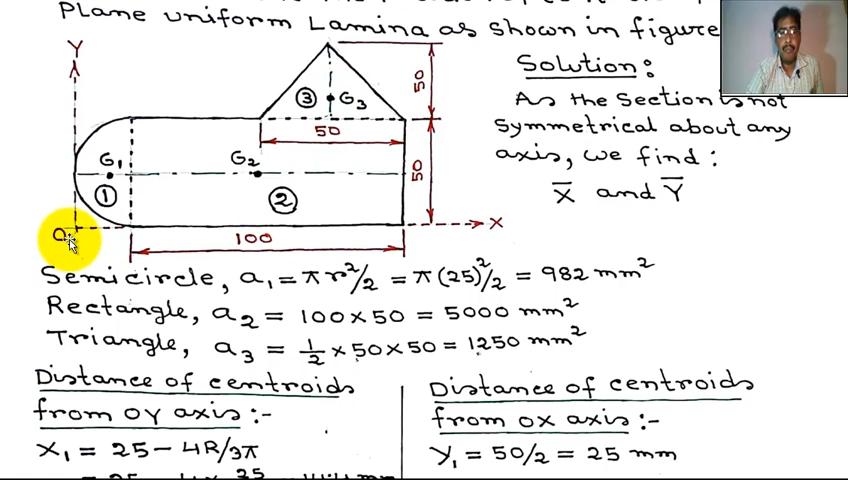 Plane uniform Lamina as shown in figure
Y
50
Solution:
③ G3
As the section is not
symmetrical about any
axis, we find:
X̅ and Y̅
50
50
G1
G2
①
②
O
X
100
Semicircle, a1 = πr²/2 = π(25)²/2 = 982 mm²
Rectangle, a2 = 100×50 = 5000 mm²
Triangle, a3 = 1/2 × 50×50 = 1250 mm²
Distance of centroids
from OY axis:-
X1 = 25 - 4R/3π
Distance of centroids
from OX axis:-
Y1 = 50/2 = 25 mm